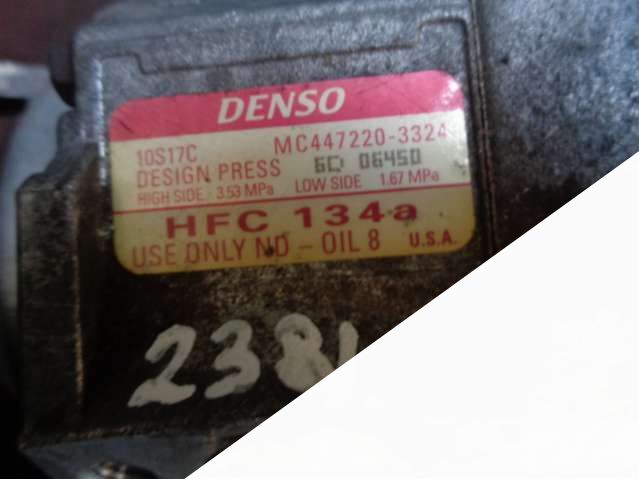 DENSO
10S17C MC447220-3324
DESIGN PRESS 6D 06450
HIGH SIDE 3.53 MPa LOW SIDE 1.67 MPa
HFC 134a
USE ONLY ND-OIL 8 U.S.A.
2381